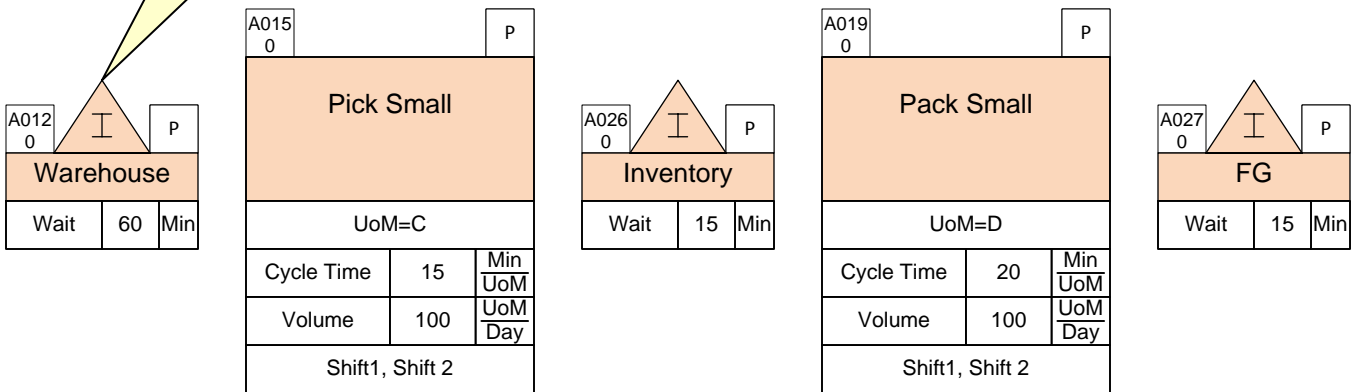 A012
0
P
I
Warehouse
Wait 60 Min
A015
0
P
Pick Small
UoM=C
Cycle Time 15 Min
UoM
Volume 100 UoM
Day
Shift1, Shift 2
A026
0
P
I
Inventory
Wait 15 Min
A019
0
P
Pack Small
UoM=D
Cycle Time 20 Min
UoM
Volume 100 UoM
Day
Shift1, Shift 2
A027
0
P
I
FG
Wait 15 Min